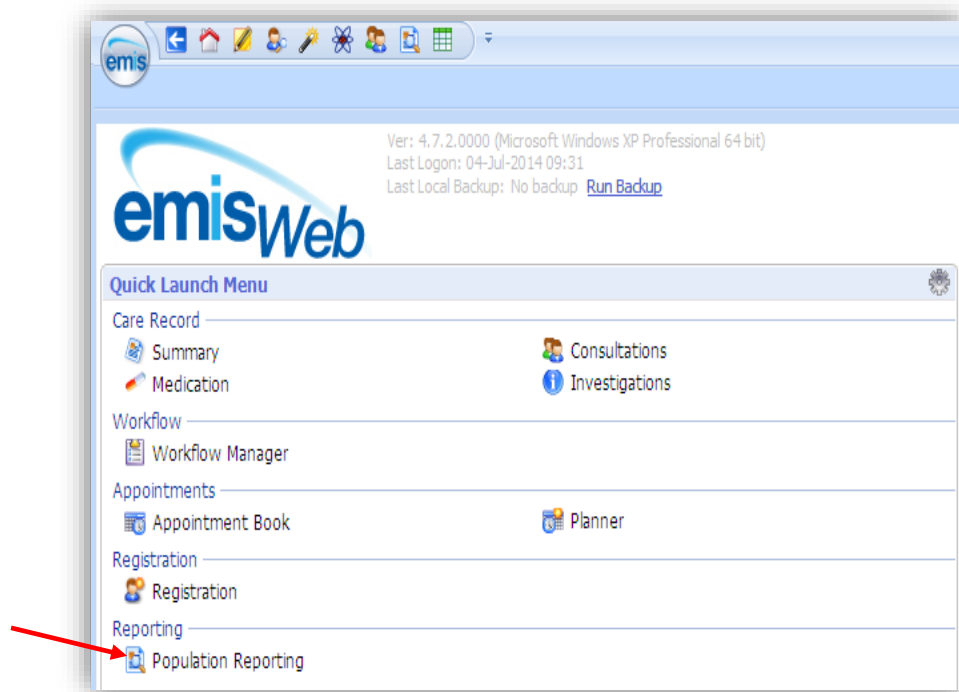 emis
Ver: 4.7.2.0000 (Microsoft Windows XP Professional 64 bit)
Last Logon: 04-Jul-2014 09:31
Last Local Backup: No backup Run Backup
emisWeb
Quick Launch Menu
Care Record
Summary Consultations
Medication Investigations
Workflow
Workflow Manager
Appointments
Appointment Book Planner
Registration
Registration
Reporting
Population Reporting